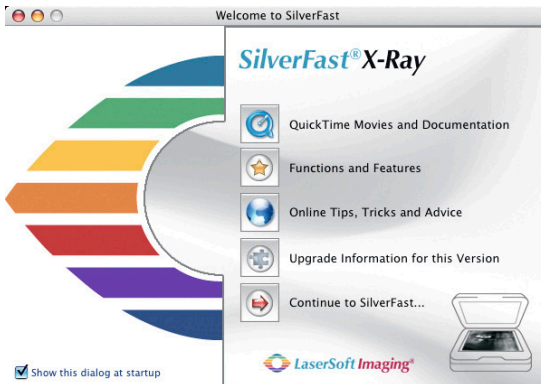 Welcome to SilverFast
SilverFast®X-Ray
QuickTime Movies and Documentation
Functions and Features
Online Tips, Tricks and Advice
Upgrade Information for this Version
Continue to SilverFast...
LaserSoft Imaging®
Show this dialog at startup